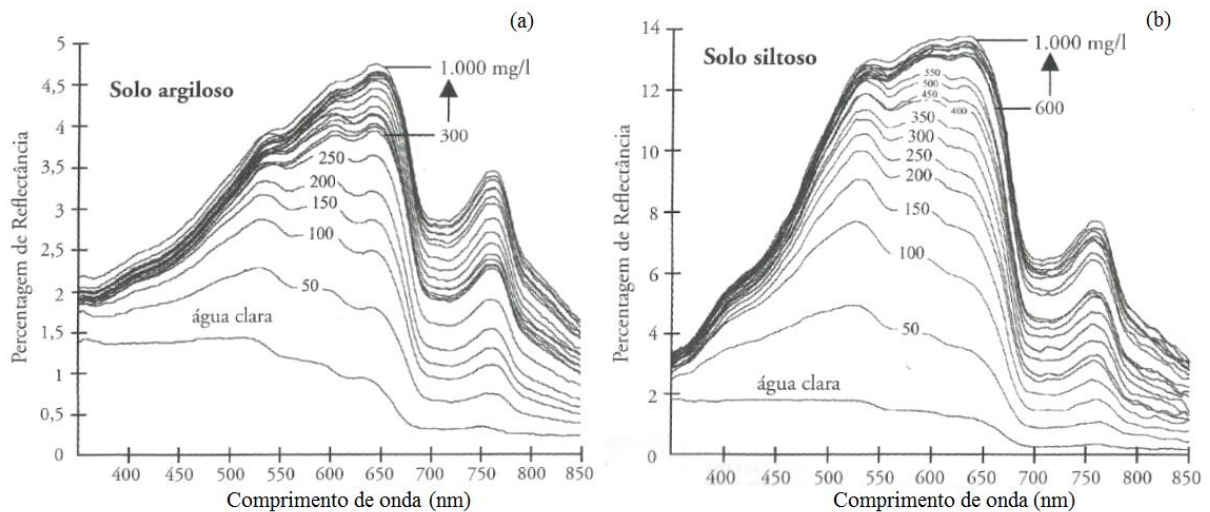 (a)
Solo argiloso
Percentagem de Reflectância
5
4,5
4
3,5
3
2,5
2
1,5
1
0,5
0
1.000 mg/l
300
250
200
150
100
50
água clara
400 450 500 550 600 650 700 750 800 850
Comprimento de onda (nm)
(b)
Solo siltoso
Percentagem de Reflectância
14
12
10
8
6
4
2
0
1.000 mg/l
600
550
500
450
400
350
300
250
200
150
100
50
água clara
400 450 500 550 600 650 700 750 800 850
Comprimento de onda (nm)